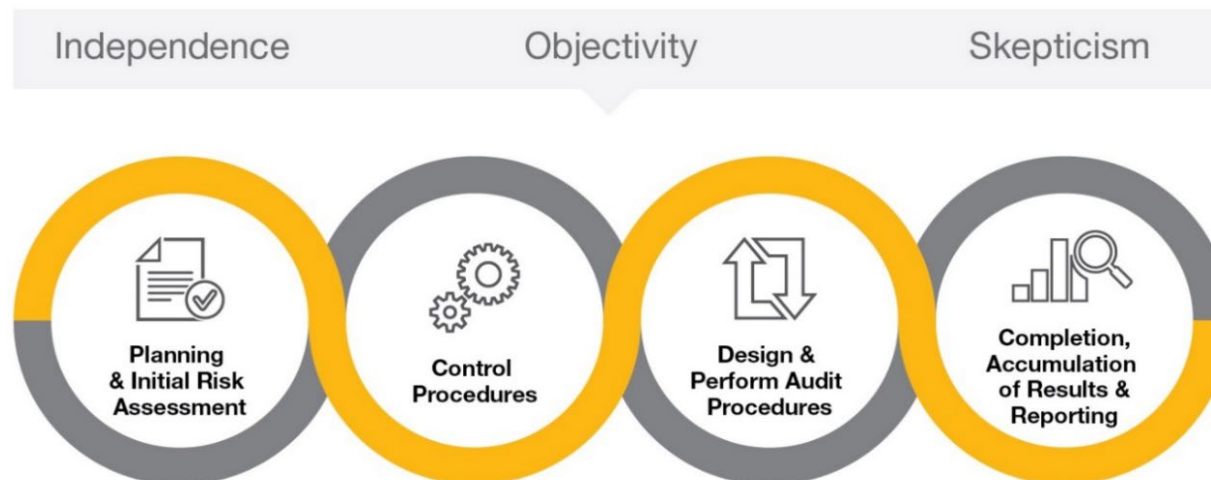 Independence
Objectivity
Skepticism
Planning
& Initial Risk
Assessment
Control
Procedures
Design &
Perform Audit
Procedures
Completion,
Accumulation
of Results &
Reporting